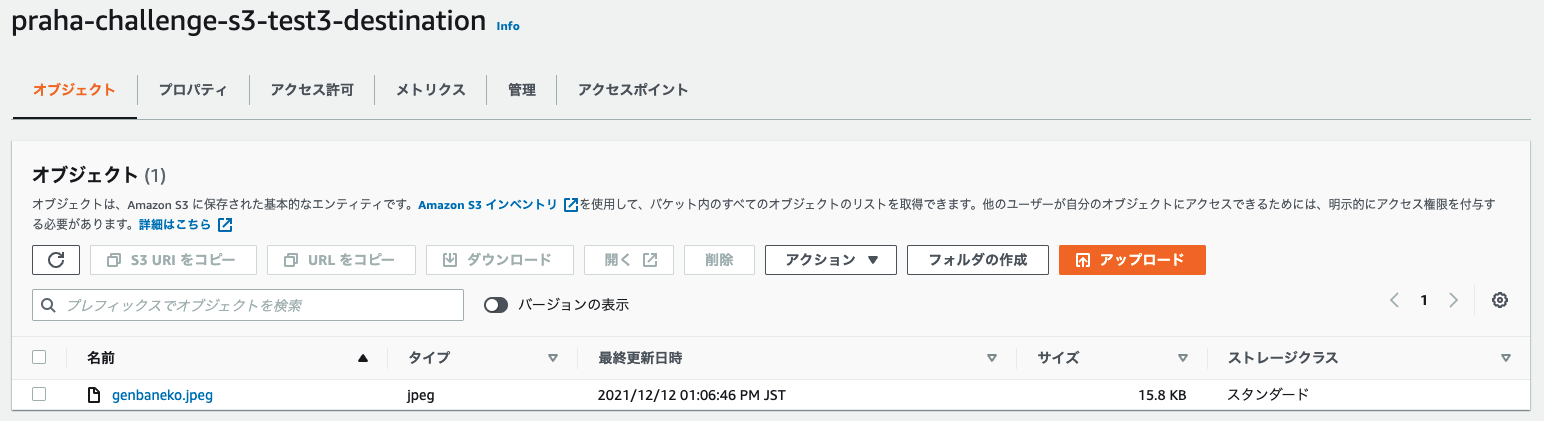 praha-challenge-s3-test3-destination Info
オブジェクト プロパティ アクセス許可 メトリクス 管理 アクセスポイント
オブジェクト (1)
オブジェクトは、Amazon S3 に保存された基本的なエンティティです。Amazon S3 インベントリ を使用して、バケット内のすべてのオブジェクトのリストを取得できます。他のユーザーが自分のオブジェクトにアクセスできるためには、明示的にアクセス権限を付与す
る必要があります。詳細はこちら
S3 URI をコピー URL をコピー ダウンロード 開く 削除 アクション フォルダの作成 アップロード
プレフィックスでオブジェクトを検索 バージョンの表示 1
名前 タイプ 最終更新日時 サイズ ストレージクラス
genbaneko.jpeg jpeg 2021/12/12 01:06:46 PM JST 15.8 KB スタンダード